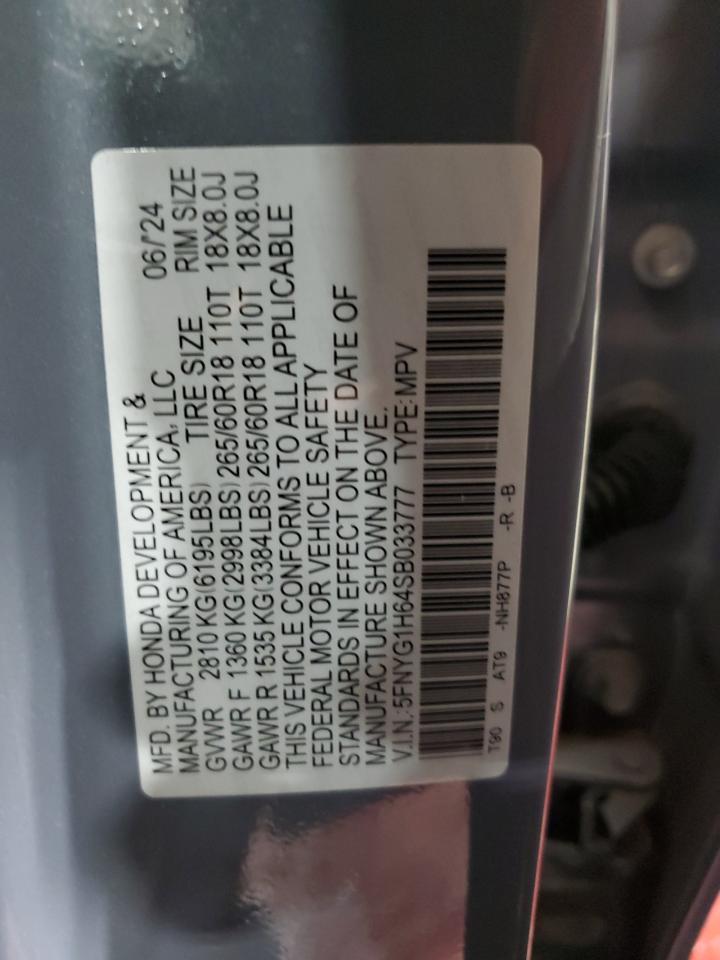 MFD. BY HONDA DEVELOPMENT & 06/'24
MANUFACTURING OF AMERICA, LLC
GVWR 2810 KG(6195LBS) TIRE SIZE RIM SIZE
GAWR F 1360 KG(2998LBS)265/60R18 110T 18X8.0J
GAWR R 1535 KG(3384LBS)265/60R18 110T 18X8.0J
THIS VEHICLE CONFORMS TO ALL APPLICABLE
FEDERAL MOTOR VEHICLE SAFETY
STANDARDS IN EFFECT ON THE DATE OF
MANUFACTURE SHOWN ABOVE.
V.I.N.:5FNYG1H64SB033777 TYPE:MPV
T90 S AT9 -NH877P -R -B